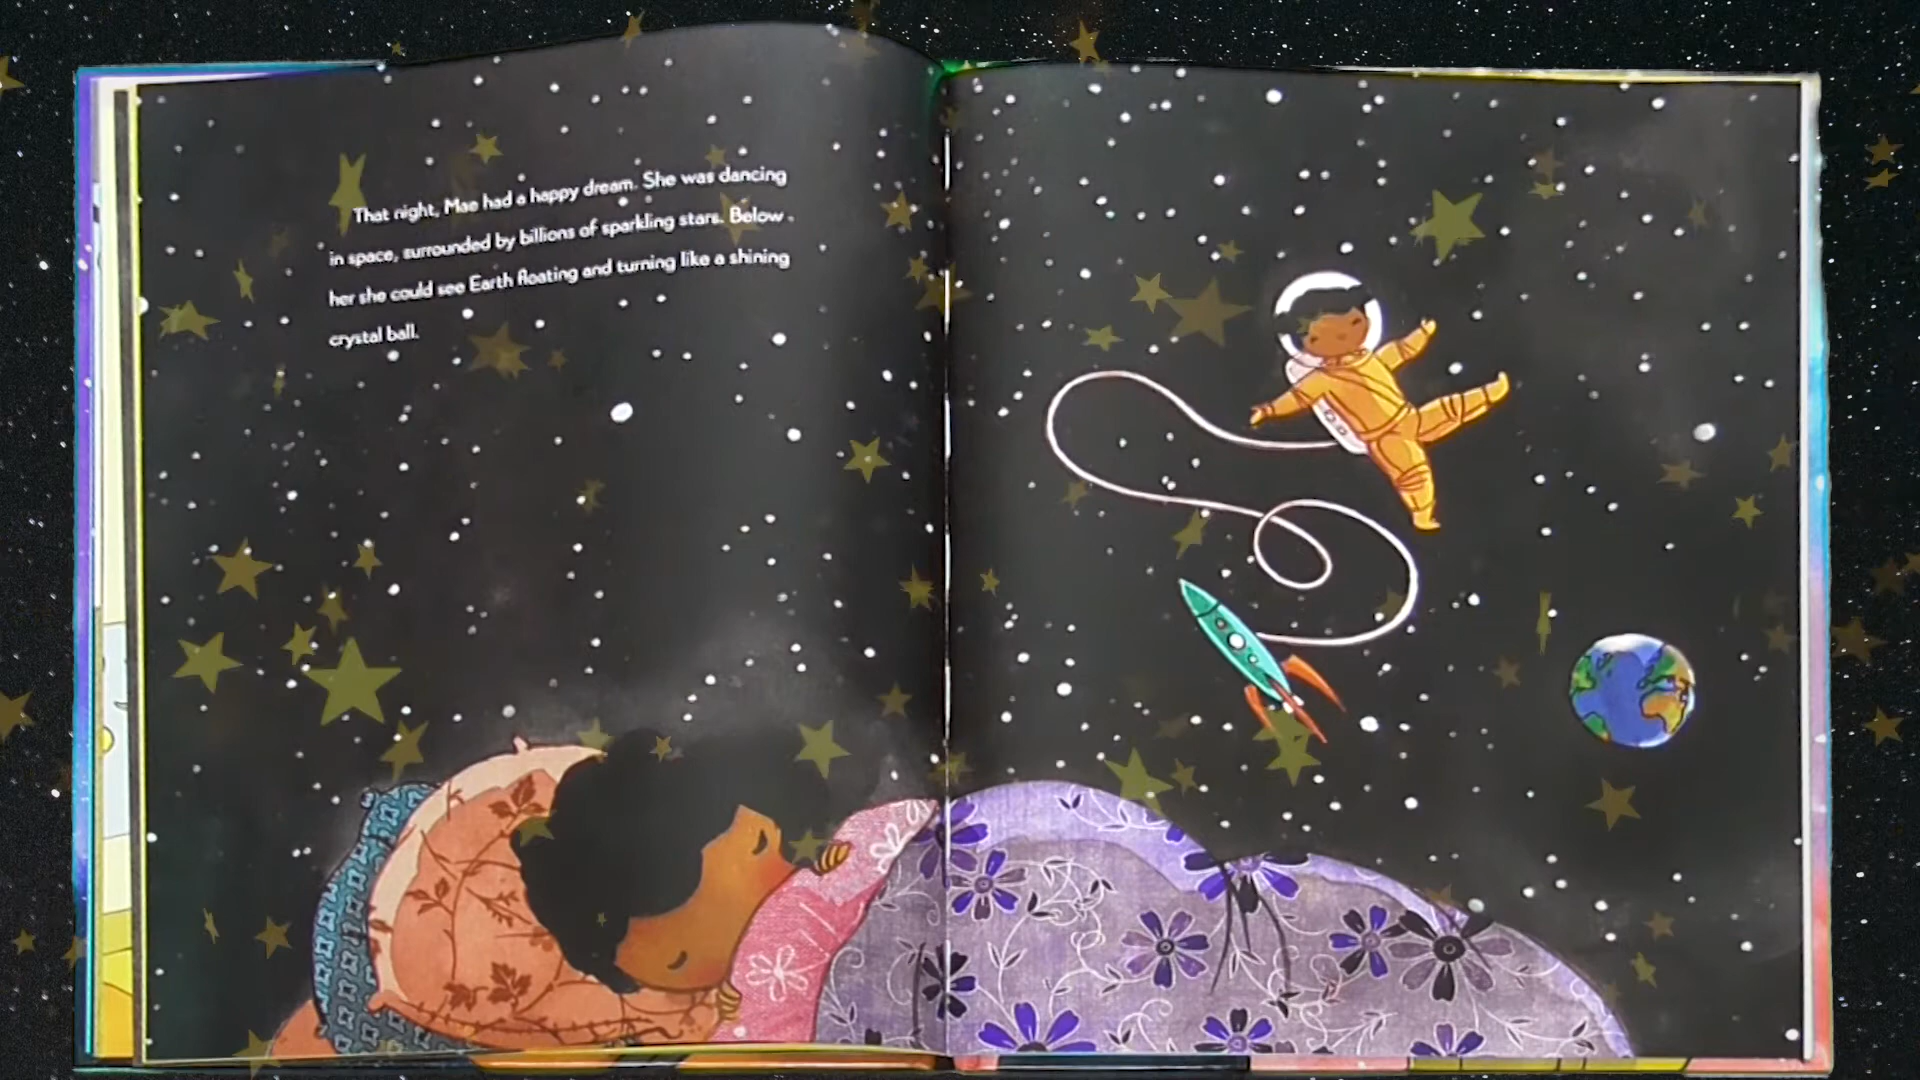 That night, Mae had a happy dream. She was dancing
in space, surrounded by billions of sparkling stars. Below
her she could see Earth floating and turning like a shining
crystal ball.